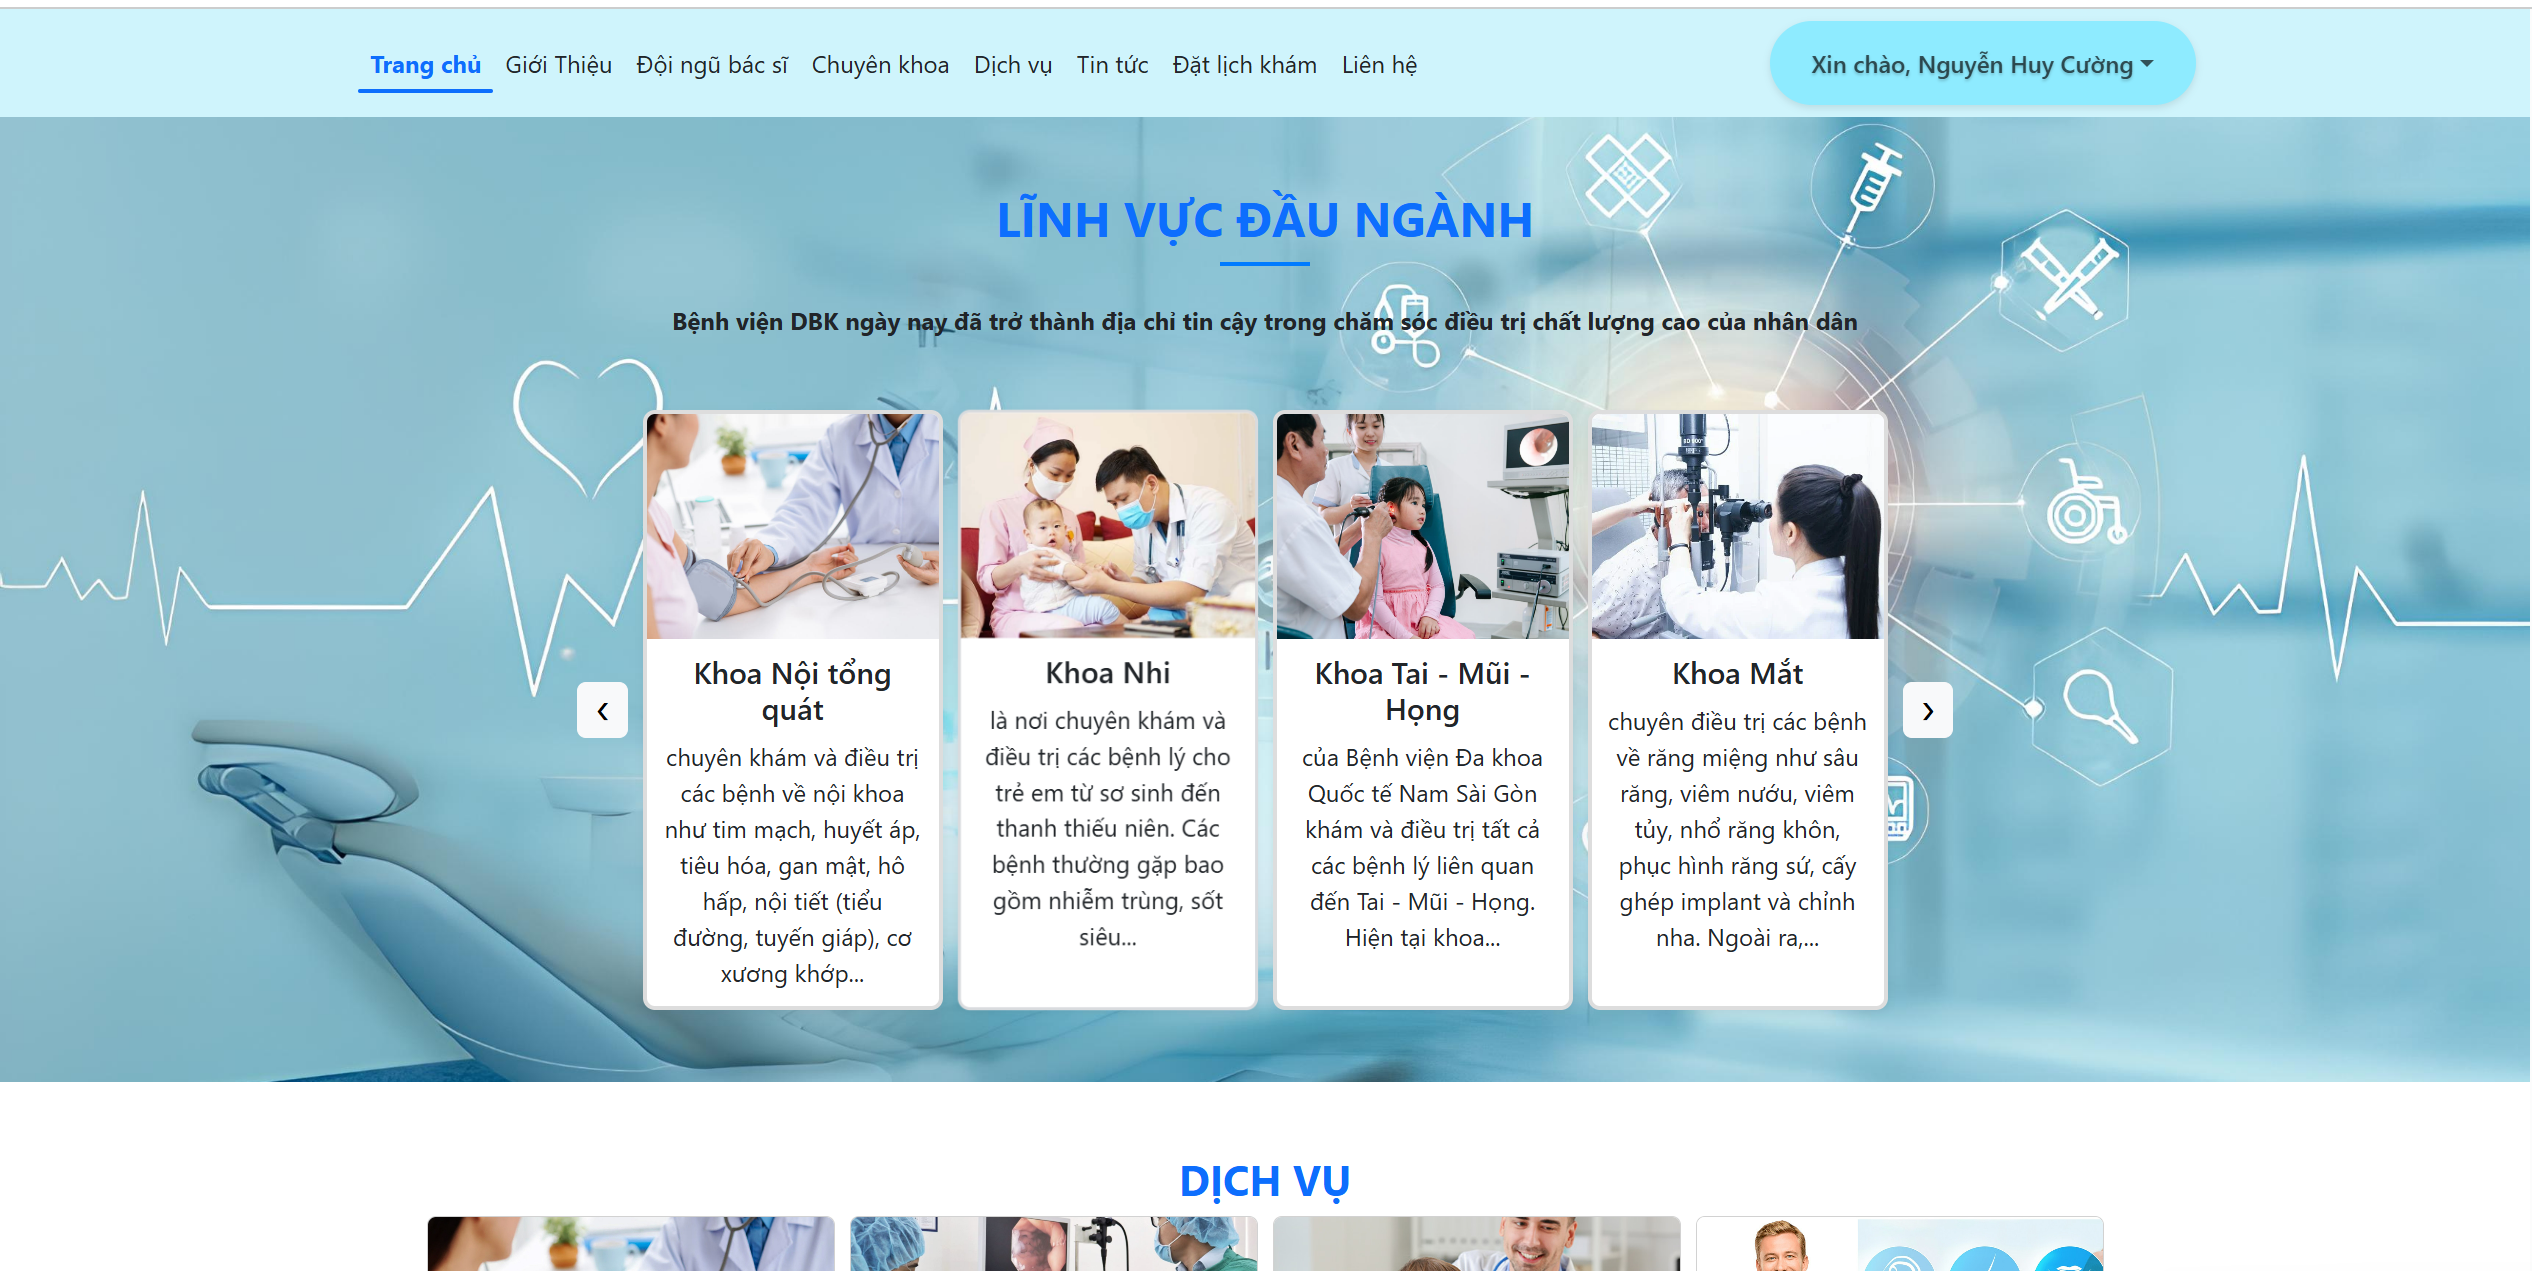 Trang chủ Giới Thiệu Đội ngũ bác sĩ Chuyên khoa Dịch vụ Tin tức Đặt lịch khám Liên hệ Xin chào, Nguyễn Huy Cường
LĨNH VỰC ĐẦU NGÀNH
Bệnh viện DBK ngày nay đã trở thành địa chỉ tin cậy trong chăm sóc điều trị chất lượng cao của nhân dân
‹
Khoa Nội tổng
quát
chuyên khám và điều trị
các bệnh về nội khoa
như tim mạch, huyết áp,
tiêu hóa, gan mật, hô
hấp, nội tiết (tiểu
đường, tuyến giáp), cơ
xương khớp...
Khoa Nhi
là nơi chuyên khám và
điều trị các bệnh lý cho
trẻ em từ sơ sinh đến
thanh thiếu niên. Các
bệnh thường gặp bao
gồm nhiễm trùng, sốt
siêu...
Khoa Tai - Mũi -
Họng
của Bệnh viện Đa khoa
Quốc tế Nam Sài Gòn
khám và điều trị tất cả
các bệnh lý liên quan
đến Tai - Mũi - Họng.
Hiện tại khoa...
Khoa Mắt
chuyên điều trị các bệnh
về răng miệng như sâu
răng, viêm nướu, viêm
tủy, nhổ răng khôn,
phục hình răng sứ, cấy
ghép implant và chỉnh
nha. Ngoài ra,...
›
DỊCH VỤ